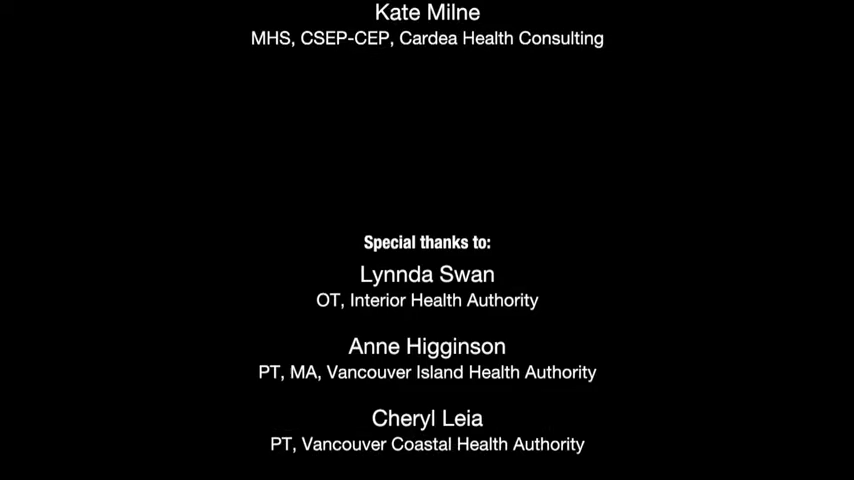 Kate Milne
MHS, CSEP-CEP, Cardea Health Consulting
Special thanks to:
Lynnda Swan
OT, Interior Health Authority
Anne Higginson
PT, MA, Vancouver Island Health Authority
Cheryl Leia
PT, Vancouver Coastal Health Authority